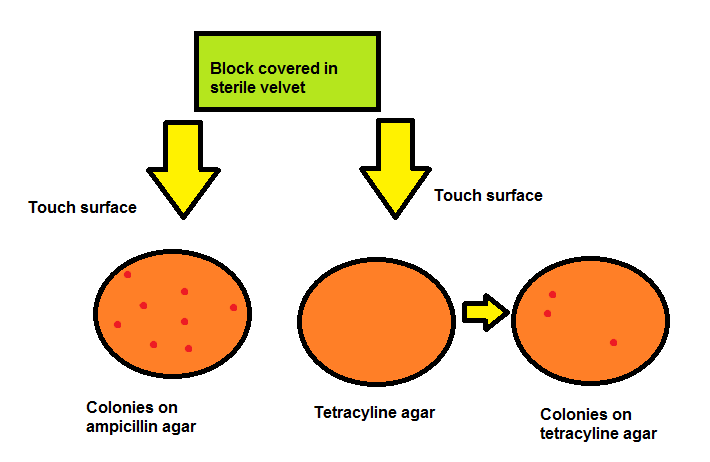 Block covered in
sterile velvet
Touch surface
Touch surface
Colonies on
ampicillin agar
Tetracyline agar
Colonies on
tetracyline agar